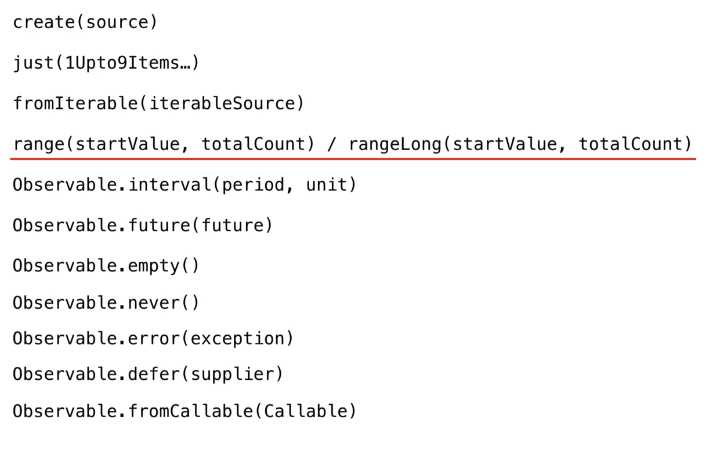 create(source)
just(1Upto9Items…)
fromIterable(iterableSource)
range(startValue, totalCount) / rangeLong(startValue, totalCount)
Observable.interval(period, unit)
Observable.future(future)
Observable.empty()
Observable.never()
Observable.error(exception)
Observable.defer(supplier)
Observable.fromCallable(Callable)